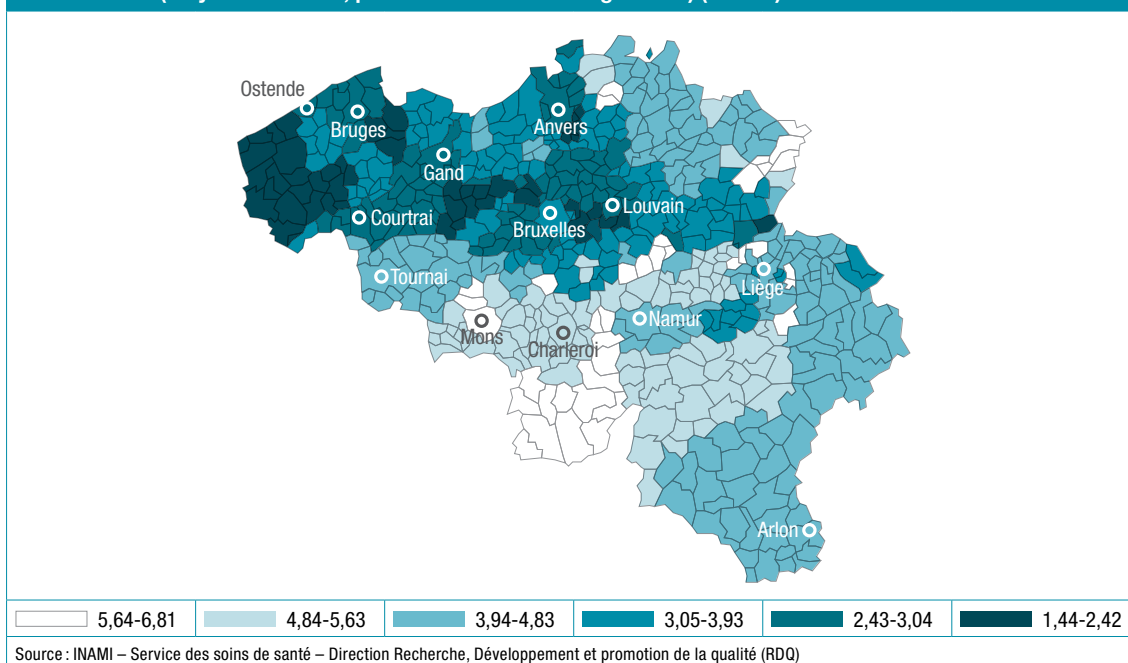 Ostende
Bruges
Anvers
Gand
Courtrai
Louvain
Bruxelles
Tournai
Liège
Mons
Namur
Charleroi
Arlon
5,64-6,81 4,84-5,63 3,94-4,83 3,05-3,93 2,43-3,04 1,44-2,42
Source : INAMI – Service des soins de santé – Direction Recherche, Développement et promotion de la qualité (RDQ)